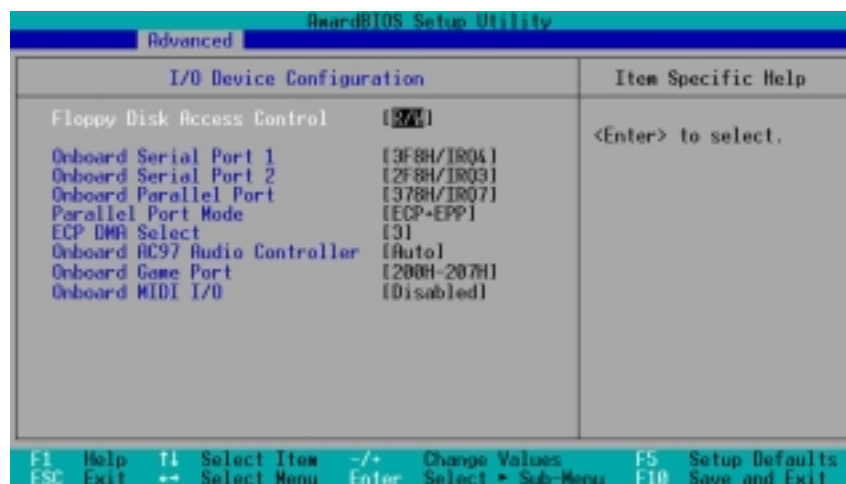 AwardBIOS Setup Utility
Advanced
I/O Device Configuration
Item Specific Help
Floppy Disk Access Control [R/W]
<Enter> to select.
Onboard Serial Port 1 [3F8H/IRQ4]
Onboard Serial Port 2 [2F8H/IRQ3]
Onboard Parallel Port [378H/IRQ7]
Parallel Port Mode [ECP+EPP]
ECP DMA Select [3]
Onboard AC97 Audio Controller [Auto]
Onboard Game Port [200H-207H]
Onboard MIDI I/O [Disabled]
F1 Help ↑↓ Select Item -/+ Change Values F5 Setup Defaults
ESC Exit ↔ Select Menu Enter Select ► Sub-Menu F10 Save and Exit